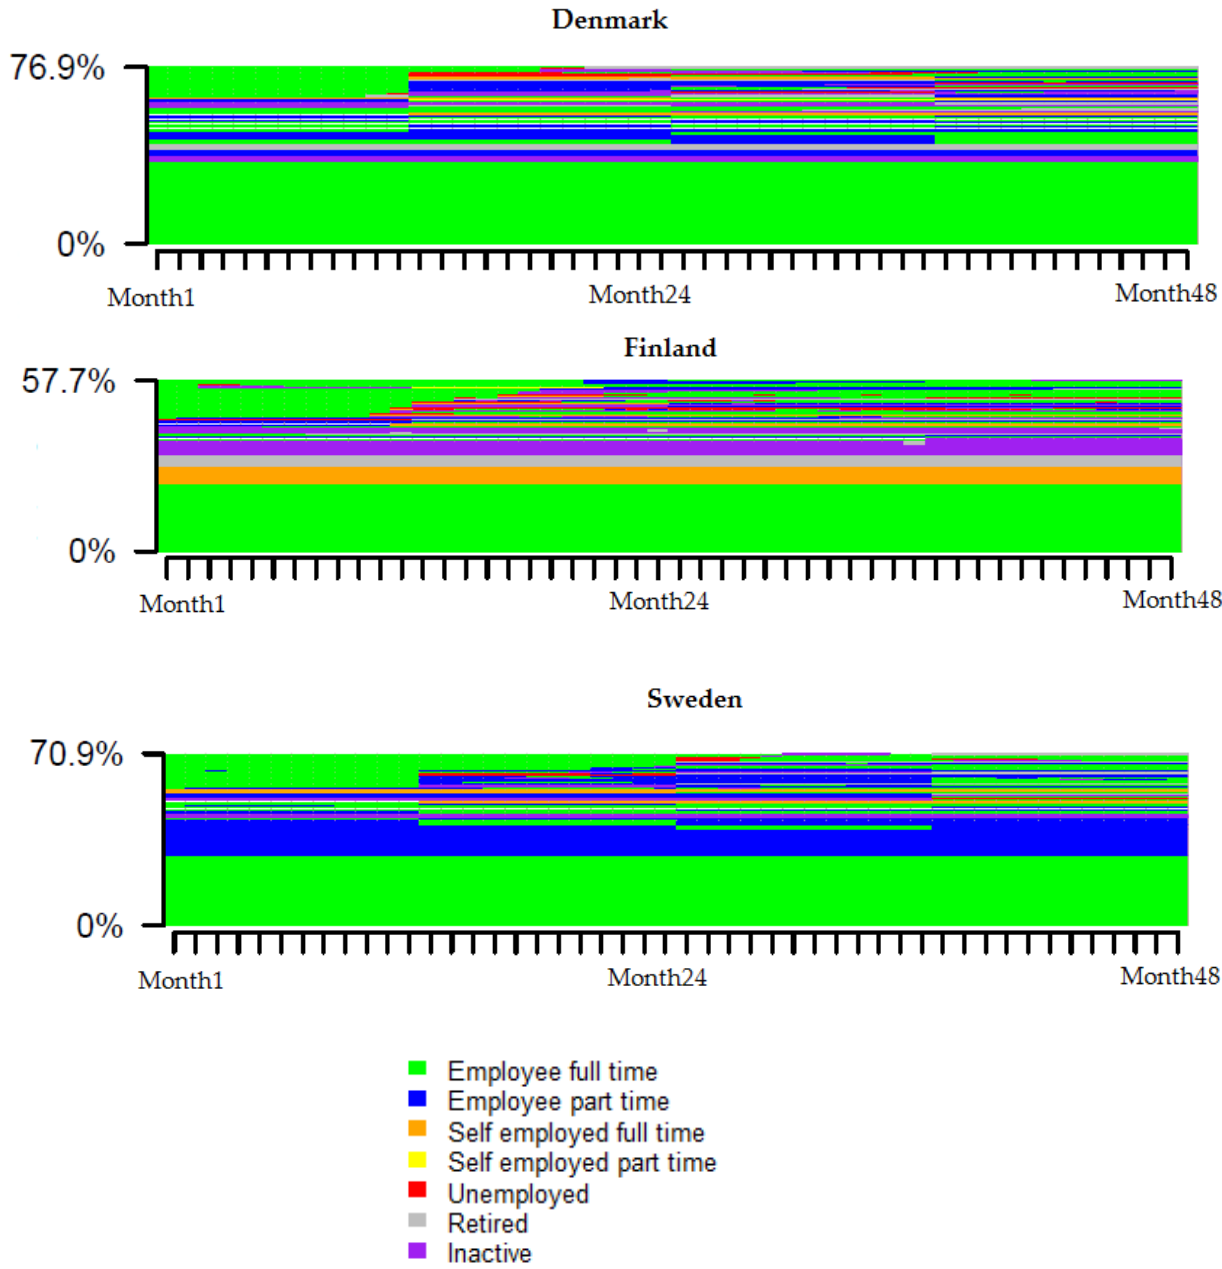 Denmark
76.9%
0%
Month1 Month24 Month48
Finland
57.7%
0%
Month1 Month24 Month48
Sweden
70.9%
0%
Month1 Month24 Month48
Employee full time
Employee part time
Self employed full time
Self employed part time
Unemployed
Retired
Inactive